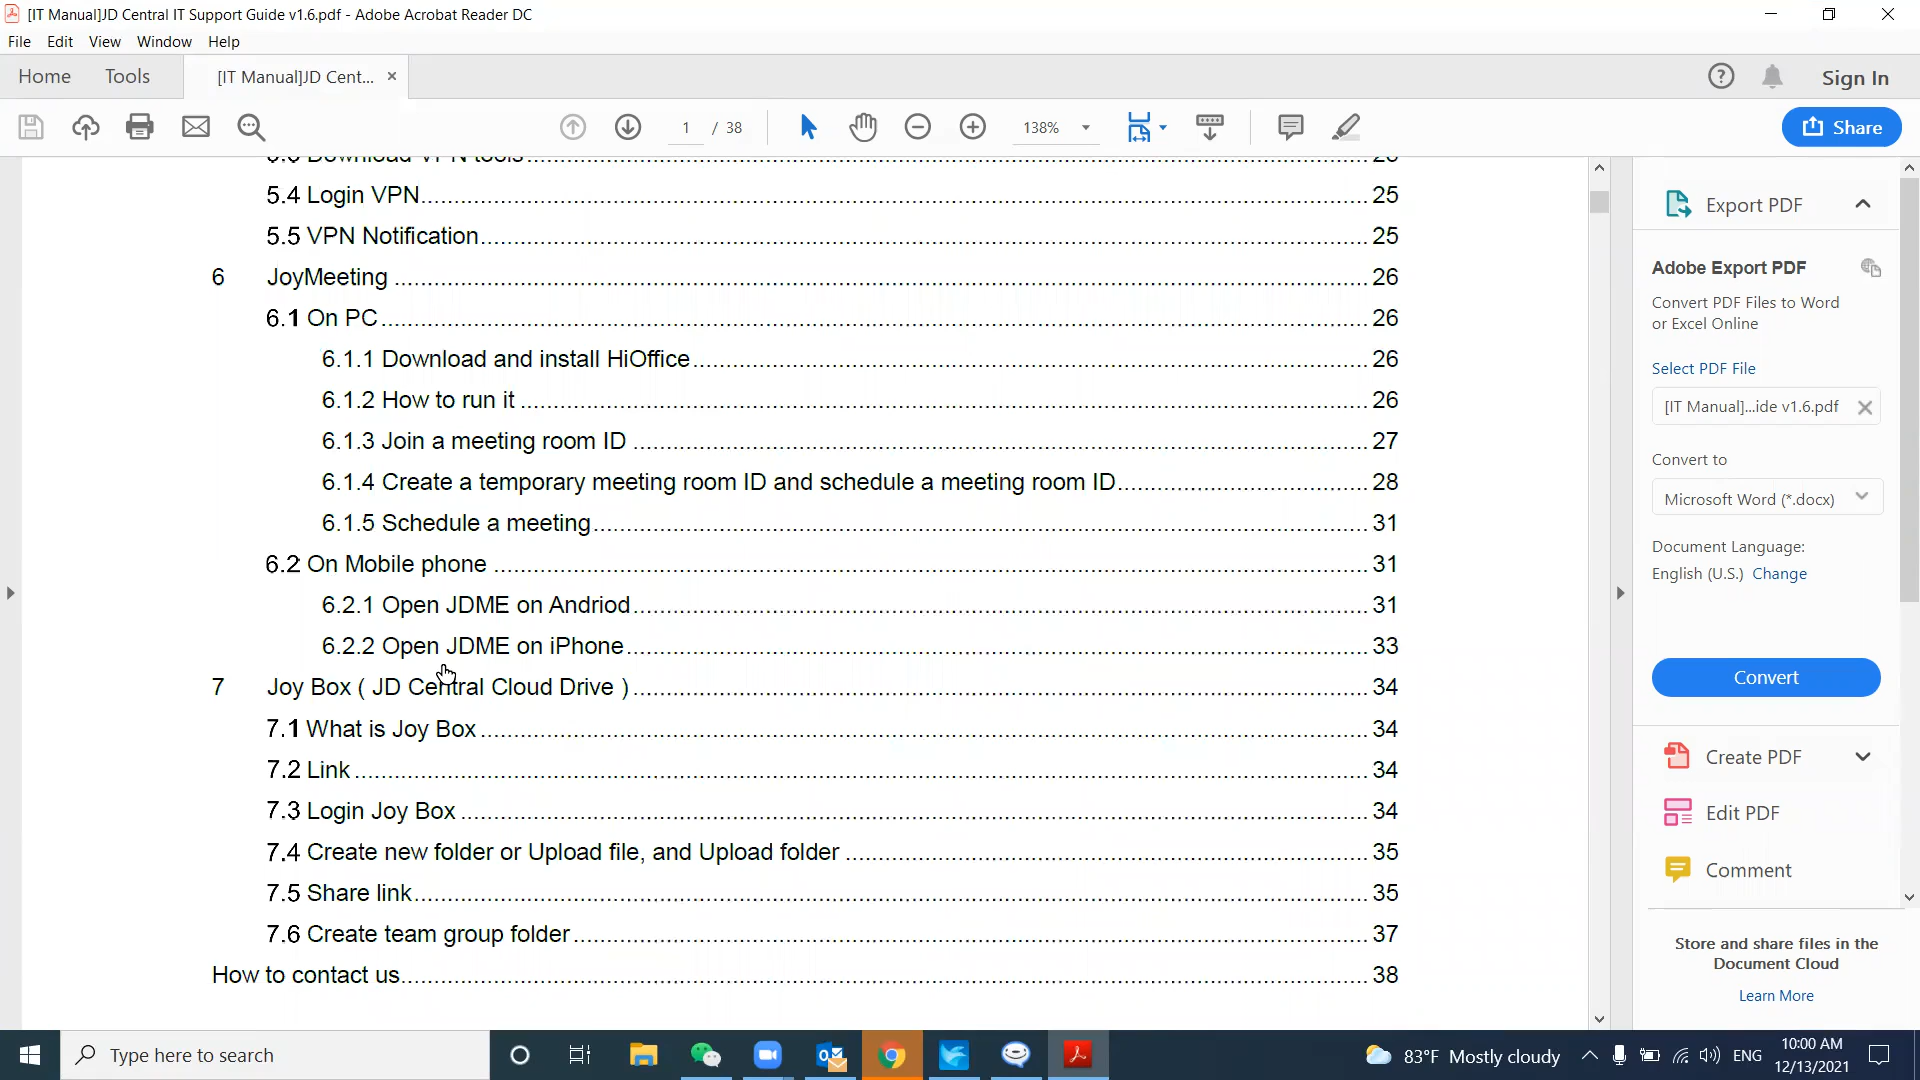 [IT Manual]JD Central IT Support Guide v1.6.pdf - Adobe Acrobat Reader DC
File Edit View Window Help
Home Tools [IT Manual]JD Cent... × Sign In
1 / 38 138% Share
5.4 Login VPN 25
5.5 VPN Notification 25
6 JoyMeeting 26
6.1 On PC 26
6.1.1 Download and install HiOffice 26
6.1.2 How to run it 26
6.1.3 Join a meeting room ID 27
6.1.4 Create a temporary meeting room ID and schedule a meeting room ID 28
6.1.5 Schedule a meeting 31
6.2 On Mobile phone 31
6.2.1 Open JDME on Andriod 31
6.2.2 Open JDME on iPhone 33
7 Joy Box ( JD Central Cloud Drive ) 34
7.1 What is Joy Box 34
7.2 Link 34
7.3 Login Joy Box 34
7.4 Create new folder or Upload file, and Upload folder 35
7.5 Share link 35
7.6 Create team group folder 37
How to contact us 38
Export PDF
Adobe Export PDF
Convert PDF Files to Word
or Excel Online
Select PDF File
[IT Manual]...ide v1.6.pdf
Convert to
Microsoft Word (*.docx)
Document Language:
English (U.S.) Change
Convert
Create PDF
Edit PDF
Comment
Store and share files in the
Document Cloud
Learn More
Type here to search
83°F Mostly cloudy
ENG
10:00 AM
12/13/2021